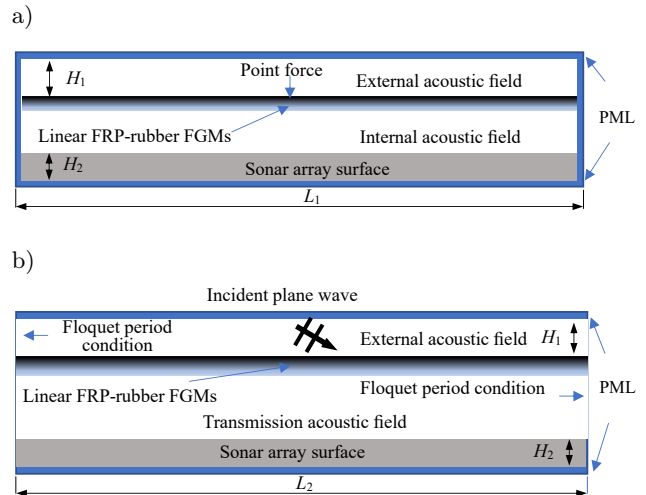 a)
H₁
Point force
External acoustic field
PML
Linear FRP-rubber FGMs
Internal acoustic field
H₂
Sonar array surface
L₁
b)
Incident plane wave
Floquet period
condition
External acoustic field
H₁
Floquet period condition
PML
Linear FRP-rubber FGMs
Transmission acoustic field
Sonar array surface
H₂
L₂